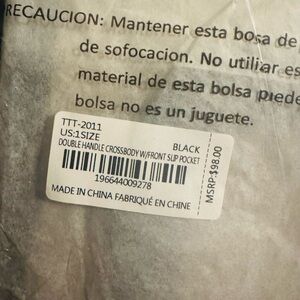 PRECAUCION: Mantener esta bosa de
de sofocacion. No utilizar es
material de esta bolsa puede
bolsa no es un juguete.
TTT-2011
US:1SIZE BLACK
DOUBLE HANDLE CROSSBODY W/FRONT SLIP POCKET
196644009278
MADE IN CHINA FABRIQUÉ EN CHINE
MSRP:$98.00